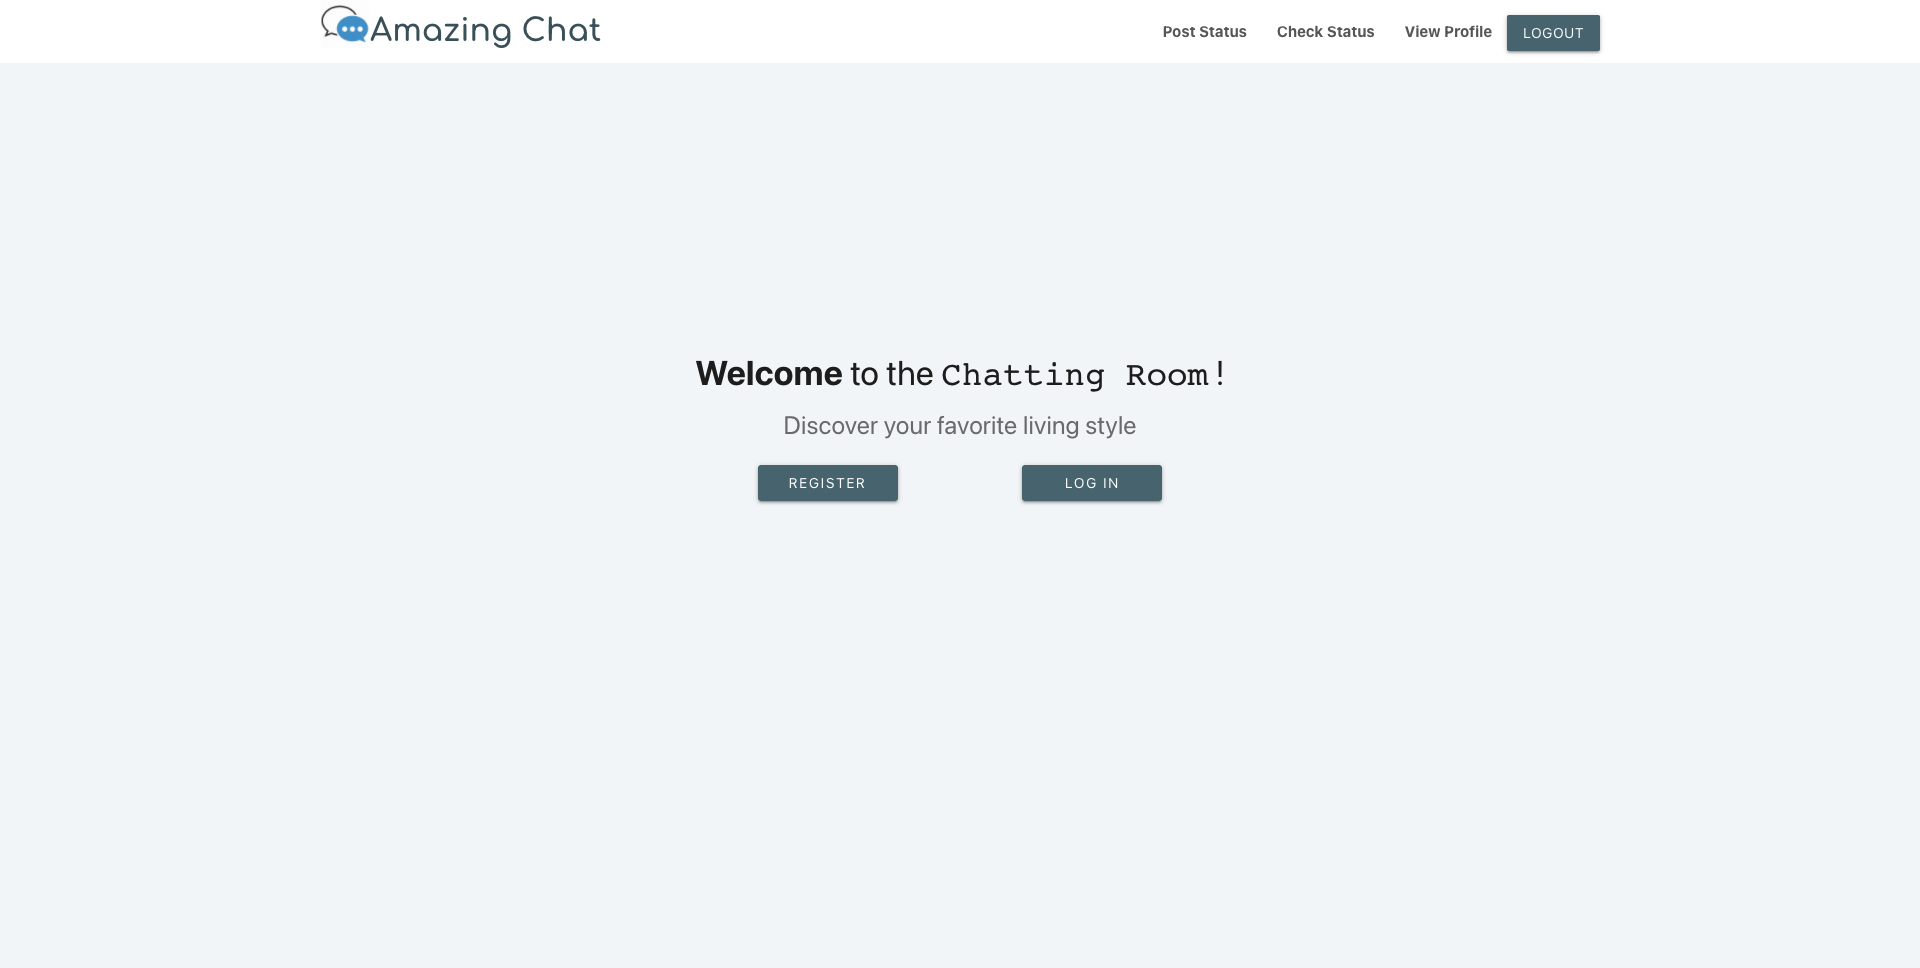 Amazing Chat
Post Status
Check Status
View Profile
LOGOUT
Welcome to the Chatting Room!
Discover your favorite living style
REGISTER
LOG IN